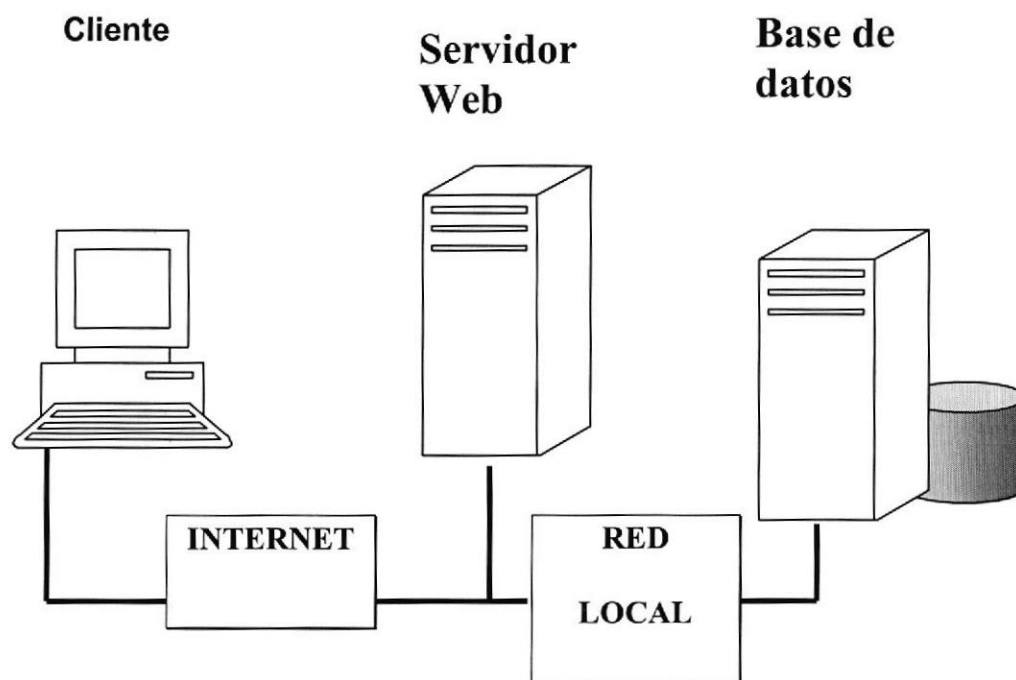 Cliente
Servidor
Web
Base de
datos
INTERNET
RED
LOCAL